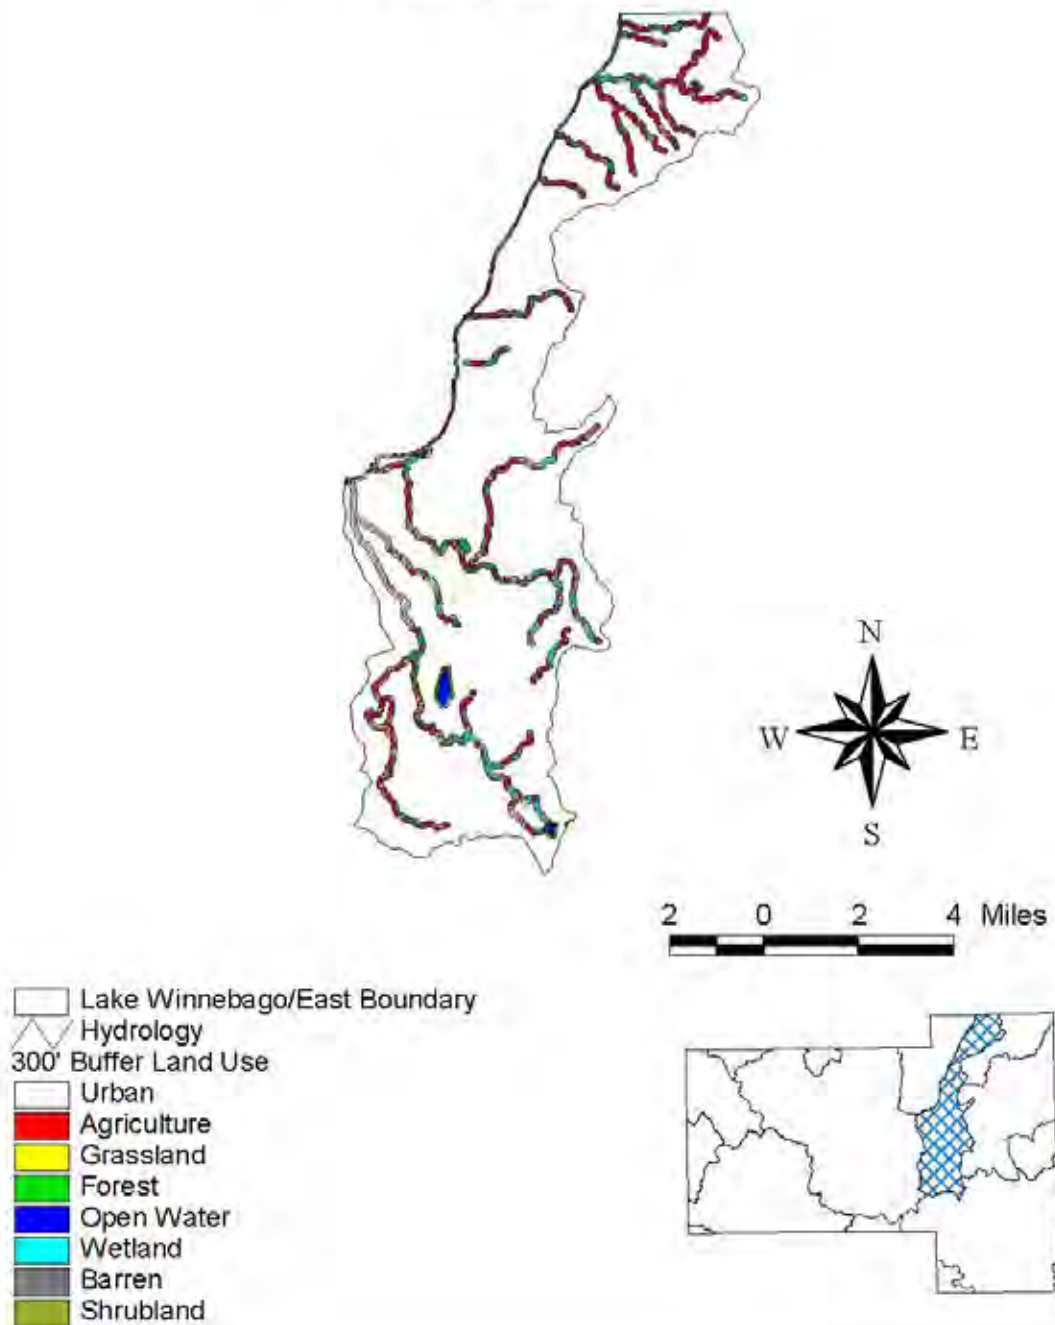 N
W E
S
2 0 2 4 Miles
Lake Winnebago/East Boundary
Hydrology
300' Buffer Land Use
Urban
Agriculture
Grassland
Forest
Open Water
Wetland
Barren
Shrubland